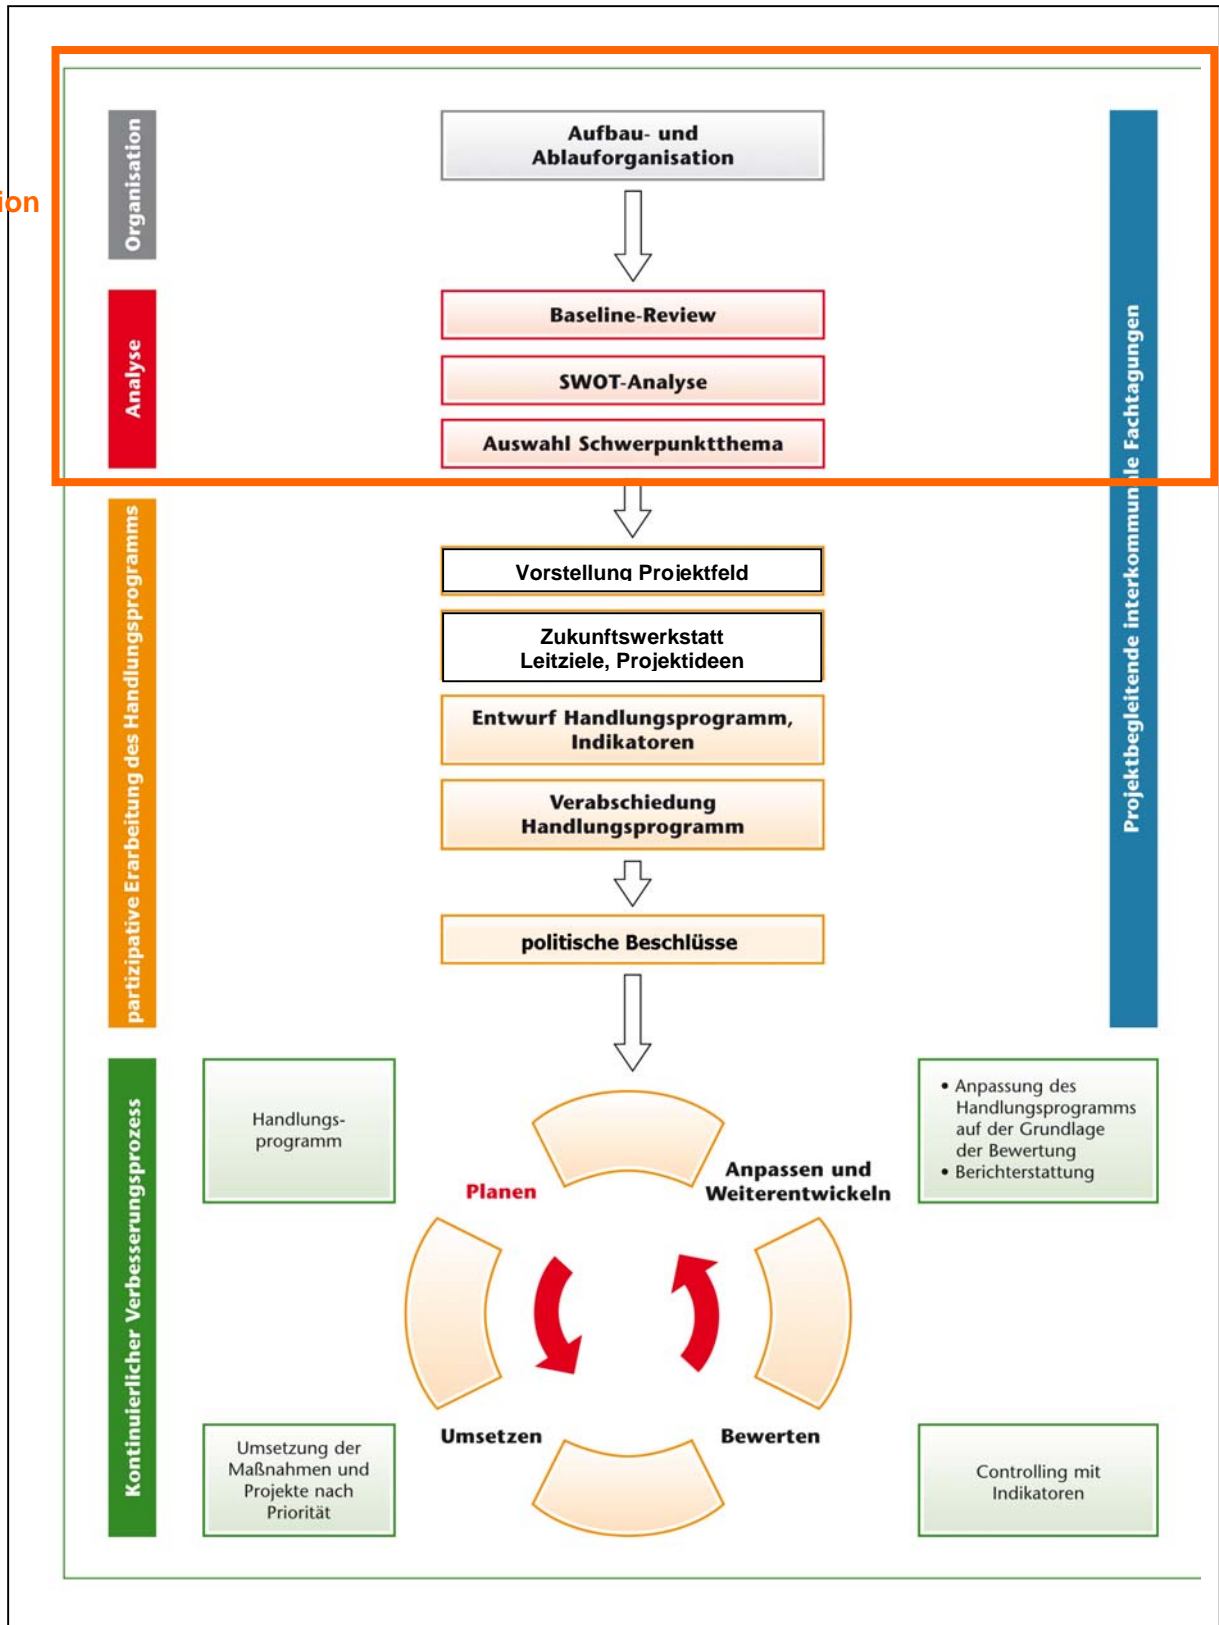 Organisation
Aufbau- und
Ablauforganisation
ion
Analyse
Baseline-Review
SWOT-Analyse
Auswahl Schwerpunktthema
Projektbegleitende interkommunale Fachtagungen
partizipative Erarbeitung des Handlungsprogramms
Vorstellung Projektfeld
Zukunftswerkstatt
Leitziele, Projektideen
Entwurf Handlungsprogramm,
Indikatoren
Verabschiedung
Handlungsprogramm
politische Beschlüsse
Kontinuierlicher Verbesserungsprozess
Handlungs-
programm
• Anpassung des
Handlungsprogramms
auf der Grundlage
der Bewertung
• Berichterstattung
Planen
Anpassen und
Weiterentwickeln
Umsetzen
Bewerten
Umsetzung der
Maßnahmen und
Projekte nach
Priorität
Controlling mit
Indikatoren